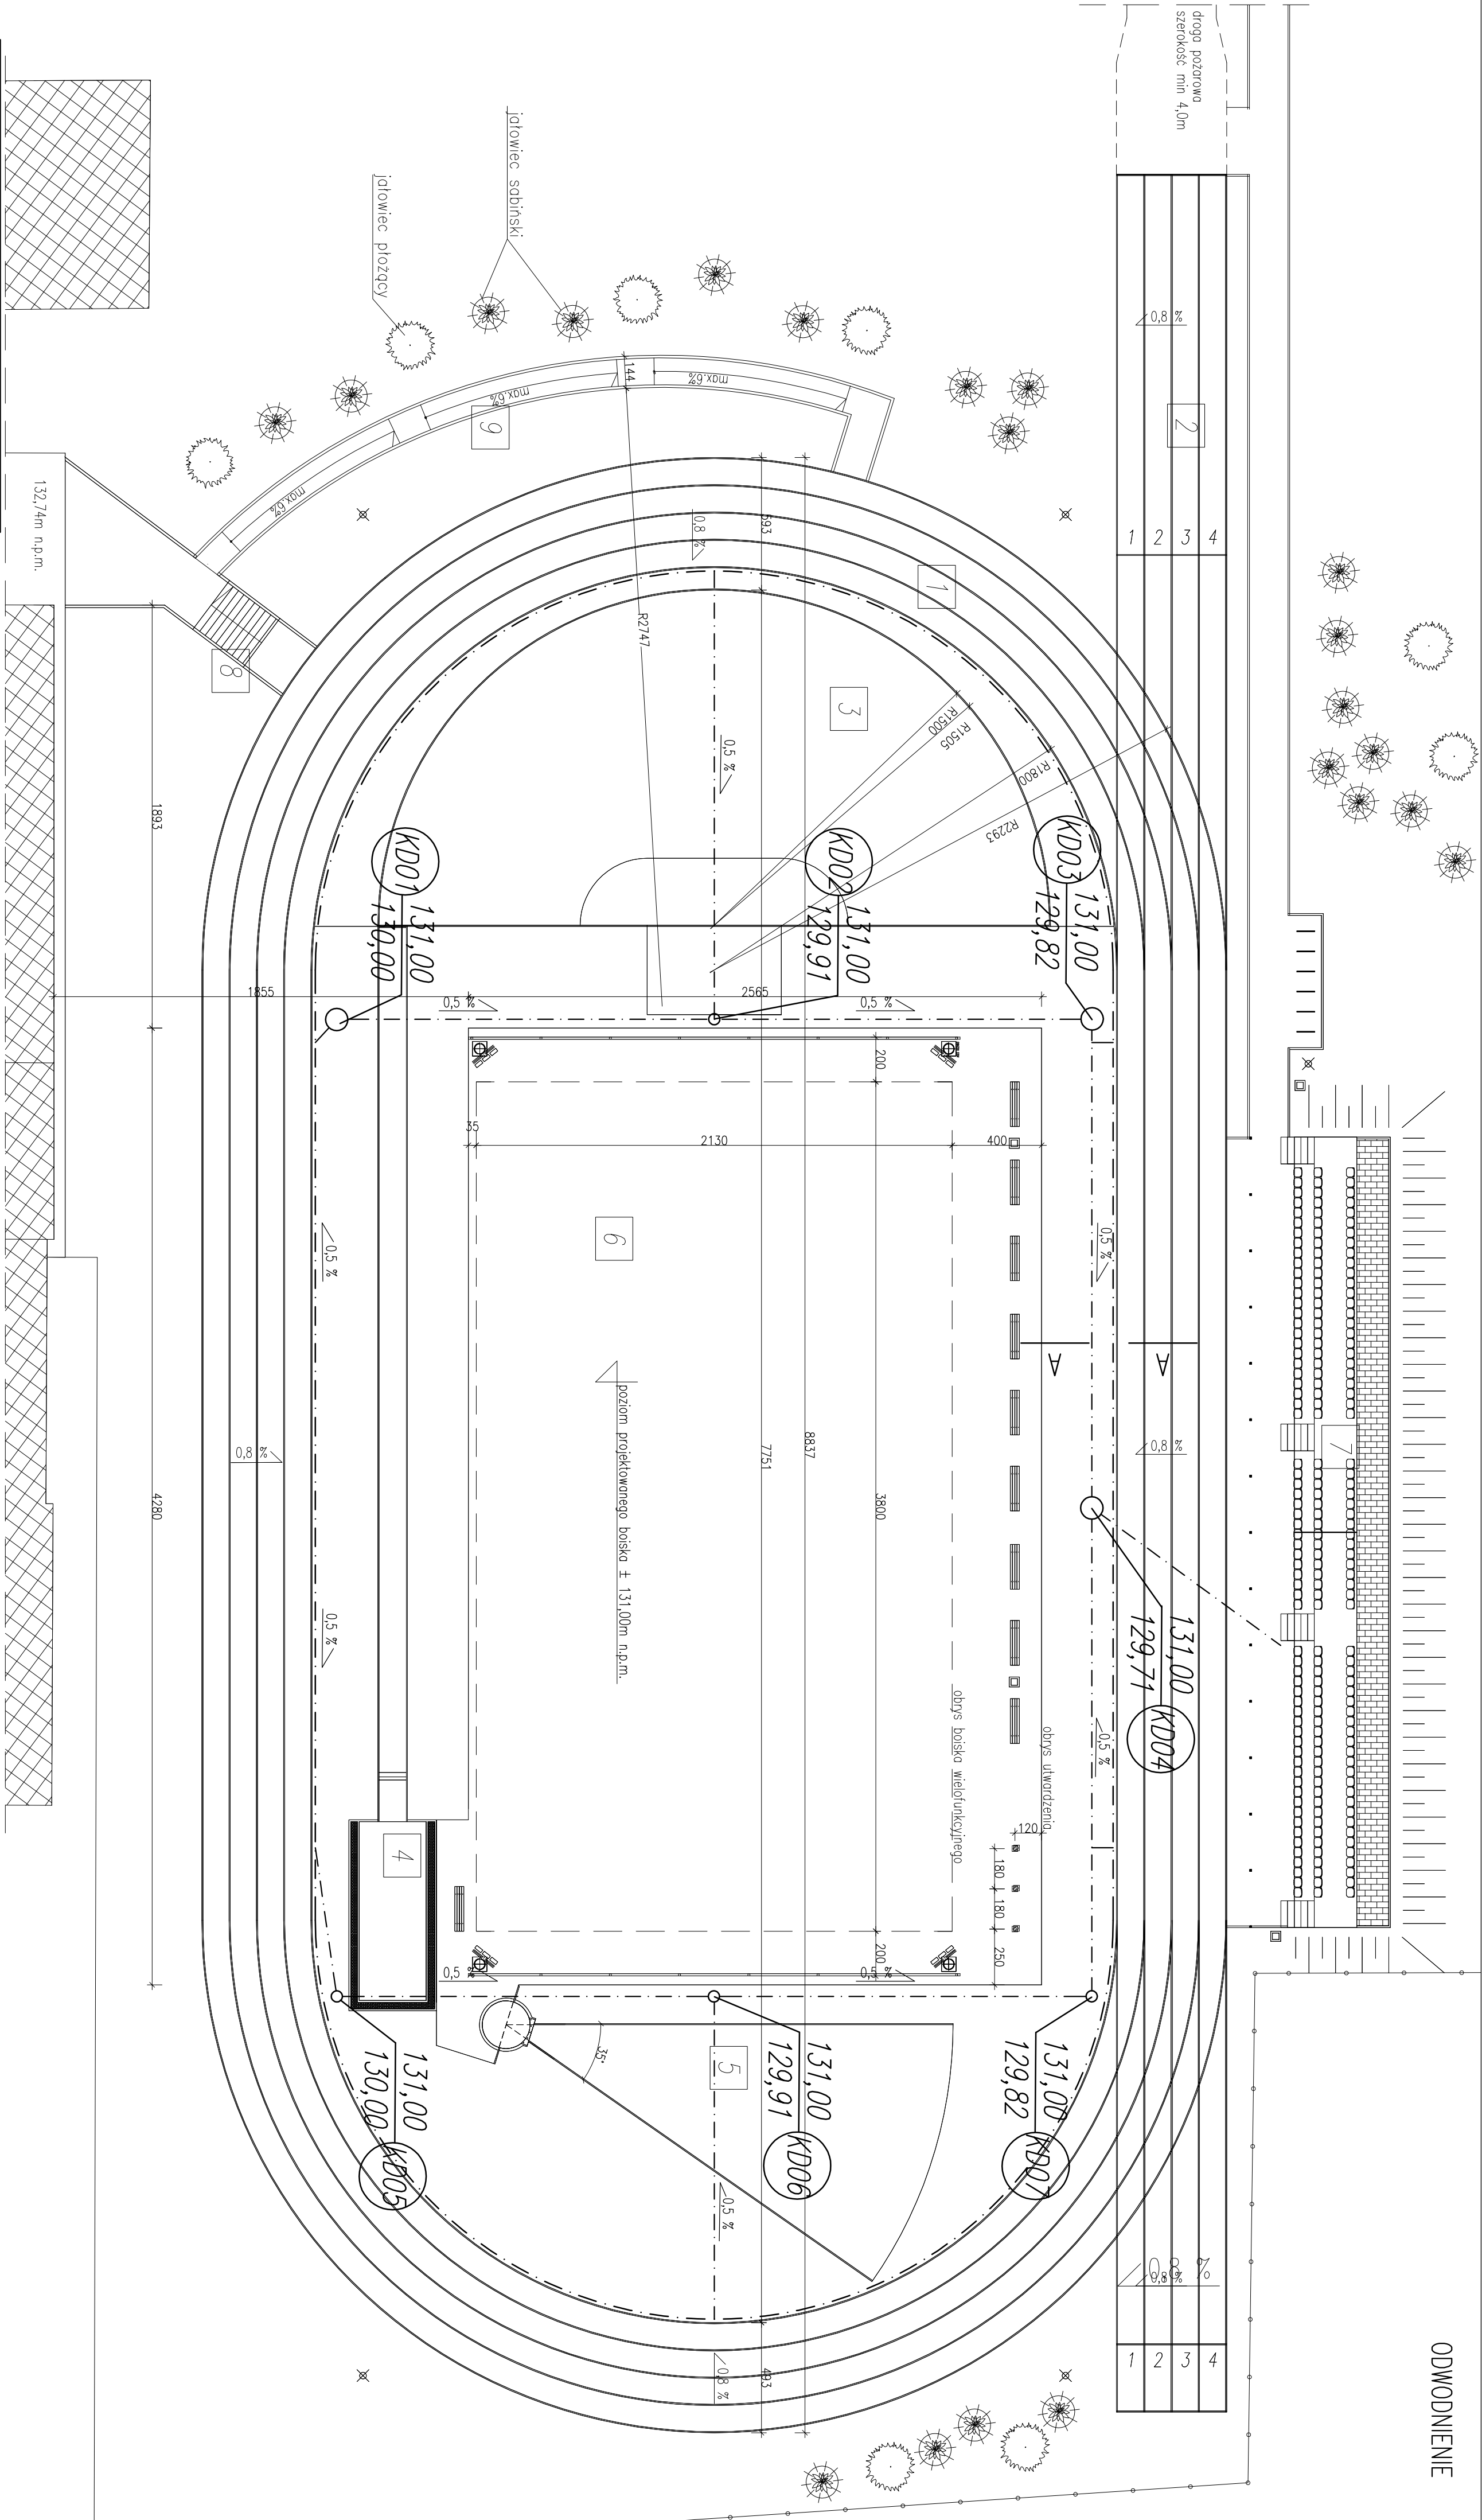 ODWODNIENIE
droga pożarowa
szerokość min 4,0m
jałowiec sabiński
jałowiec płożący
132,74m n.p.m.
0,8 %
2
1
2
3
4
144
max.6%
max.6%
max.6%
9
8
593
0,8 %
1
R2747
3
R1500
R1505
R1800
R2293
0,5 %
1893
KD01
131,00
130,00
KD02
131,00
129,91
KD03
131,00
129,82
1855
0,5 %
2565
0,5 %
200
35
2130
400
6
0,5 %
0,5 %
A
A
poziom projektowanego boiska ± 131,00m n.p.m.
0,8 %
4280
7751
8837
3800
0,8 %
7
131,00
129,71
KD04
0,5 %
0,5 %
obrys boiska wielofunkcyjnego
obrys utwardzenia
120
180
180
250
200
4
0,5 %
0,5 %
35°
5
131,00
130,00
KD05
131,00
129,91
KD06
131,00
129,82
KD07
0,5 %
0,8 %
0,8 %
493
0,8 %
1
2
3
4